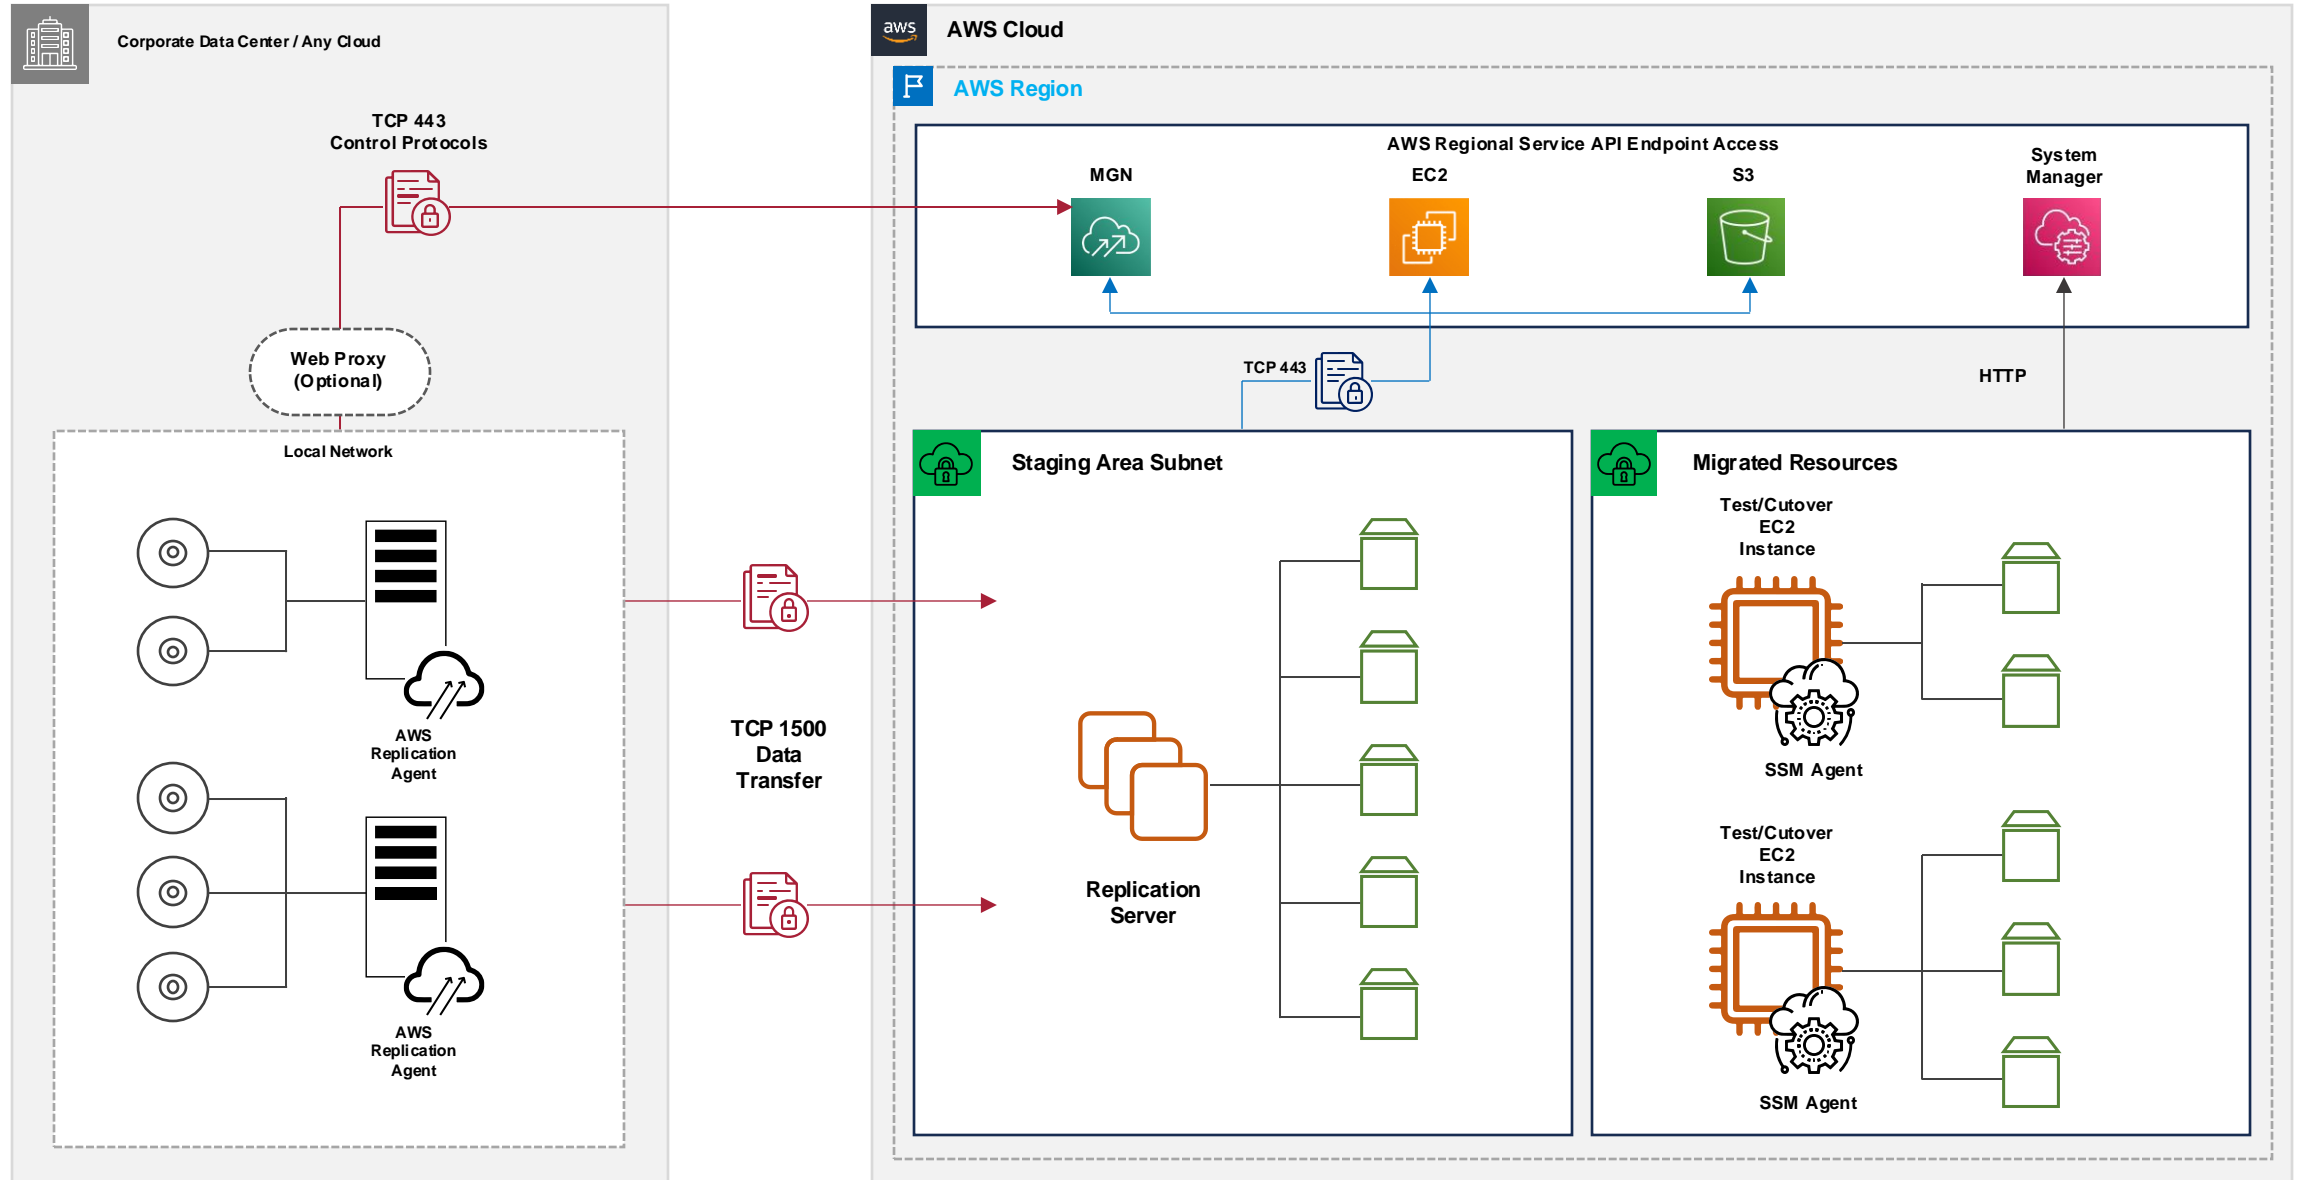 Corporate Data Center / Any Cloud
TCP 443
Control Protocols
Web Proxy
(Optional)
Local Network
AWS
Replication
Agent
AWS
Replication
Agent
TCP 1500
Data
Transfer
aws
AWS Cloud
AWS Region
AWS Regional Service API Endpoint Access
MGN
EC2
S3
System
Manager
TCP 443
HTTP
Staging Area Subnet
Replication
Server
Migrated Resources
Test/Cutover
EC2
Instance
SSM Agent
Test/Cutover
EC2
Instance
SSM Agent